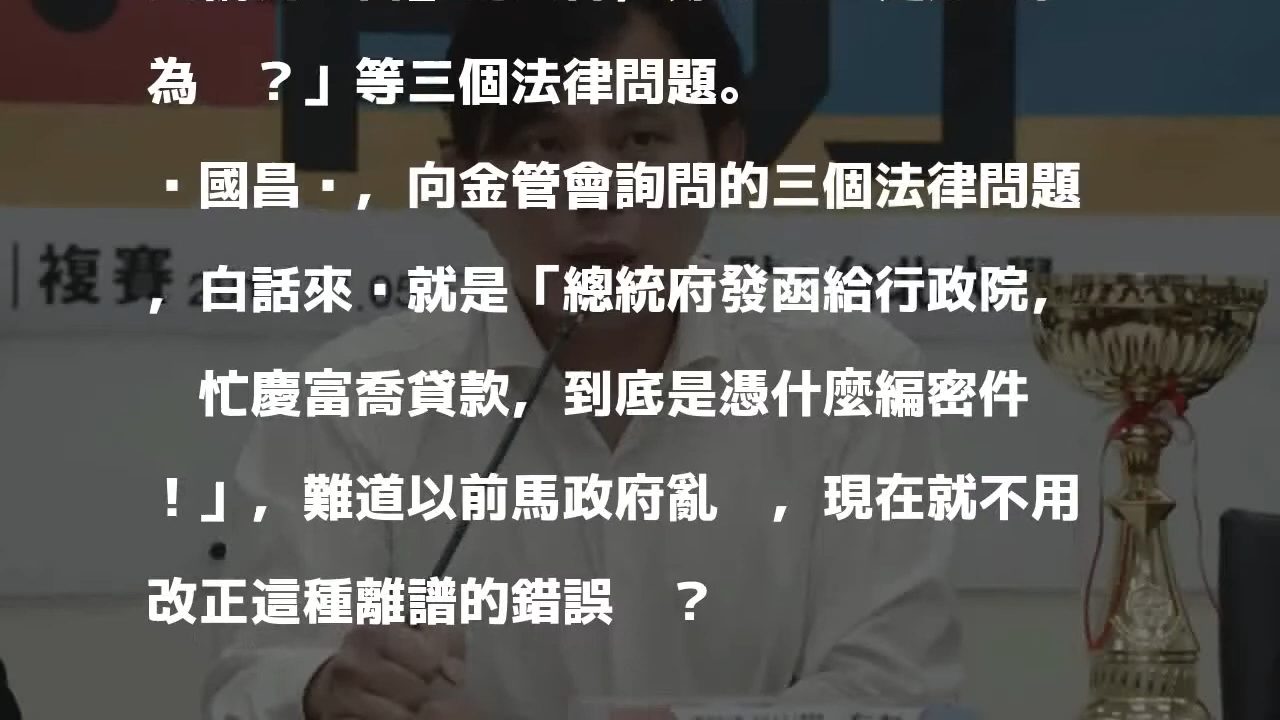 為 ？」等三個法律問題。
·國昌·，向金管會詢問的三個法律問題
，白話來·就是「總統府發函給行政院，
忙慶富喬貸款，到底是憑什麼編密件
！」，難道以前馬政府亂 ，現在就不用
改正這種離譜的錯誤 ？
複賽